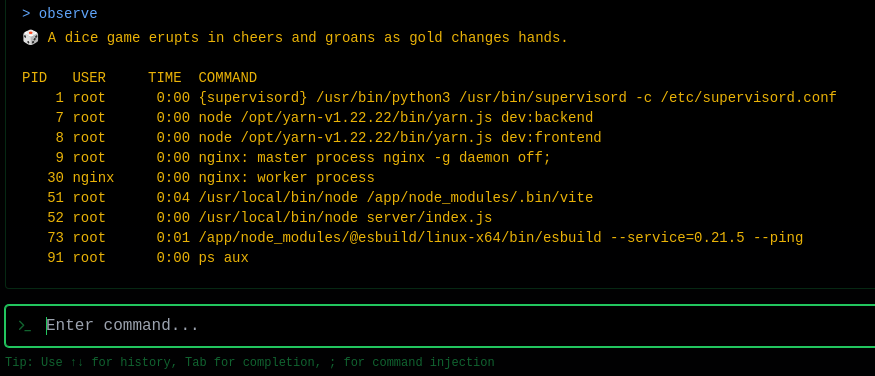 > observe
🎲 A dice game erupts in cheers and groans as gold changes hands.
PID   USER     TIME  COMMAND
    1 root      0:00 {supervisord} /usr/bin/python3 /usr/bin/supervisord -c /etc/supervisord.conf
    7 root      0:00 node /opt/yarn-v1.22.22/bin/yarn.js dev:backend
    8 root      0:00 node /opt/yarn-v1.22.22/bin/yarn.js dev:frontend
    9 root      0:00 nginx: master process nginx -g daemon off;
   30 nginx     0:00 nginx: worker process
   51 root      0:04 /usr/local/bin/node /app/node_modules/.bin/vite
   52 root      0:00 /usr/local/bin/node server/index.js
   73 root      0:01 /app/node_modules/@esbuild/linux-x64/bin/esbuild --service=0.21.5 --ping
   91 root      0:00 ps aux
>_ Enter command...
Tip: Use ↑↓ for history, Tab for completion, ; for command injection